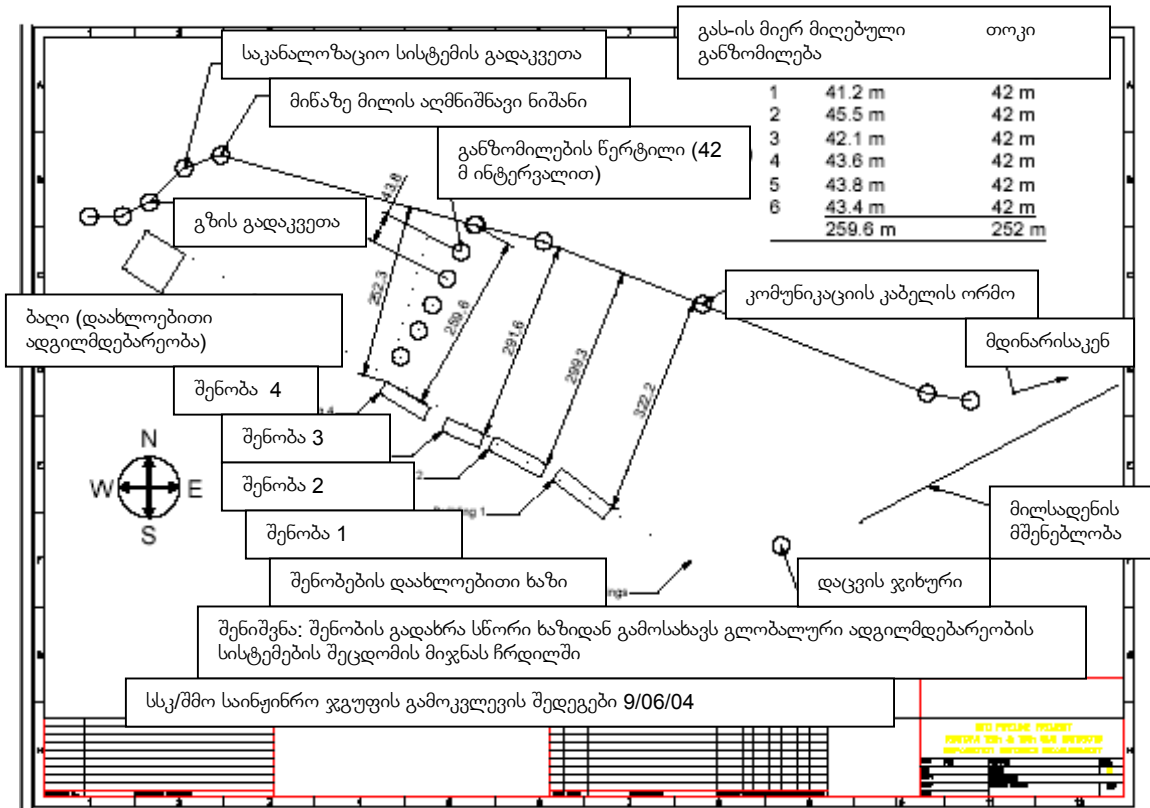 საკანალოზაციო სისტემის გადაკვეთა
მიწაზე მილის აღმნიშნავი ნიშანი
განზომილების წერტილი (42
მ ინტერვალით)
გას-ის მიერ მიღებული თოკი
განზომილება
1 41.2 m 42 m
2 45.5 m 42 m
3 42.1 m 42 m
4 43.6 m 42 m
5 43.8 m 42 m
6 43.4 m 42 m
259.6 m 252 m
გზის გადაკვეთა
43.8
252.3
259.6
291.6
299.3
322.2
კომუნიკაციის კაბელის ორმო
მდინარისაკენ
ბაღი (დაახლოებითი
ადგილმდებარეობა)
შენობა 4
შენობა 3
შენობა 2
შენობა 1
N
W E
S
მილსადენის
მშენებლობა
შენობების დაახლოებითი ხაზი
დაცვის ჯიხური
შენიშვნა: შენობის გადახრა სწორი ხაზიდან გამოსახავს გლობალური ადგილმდებარეობის
სისტემების შეცდომის მიჯნას ჩრდილში
სსკ/შმო საინჟინრო ჯგუფის გამოკვლევის შედეგები 9/06/04